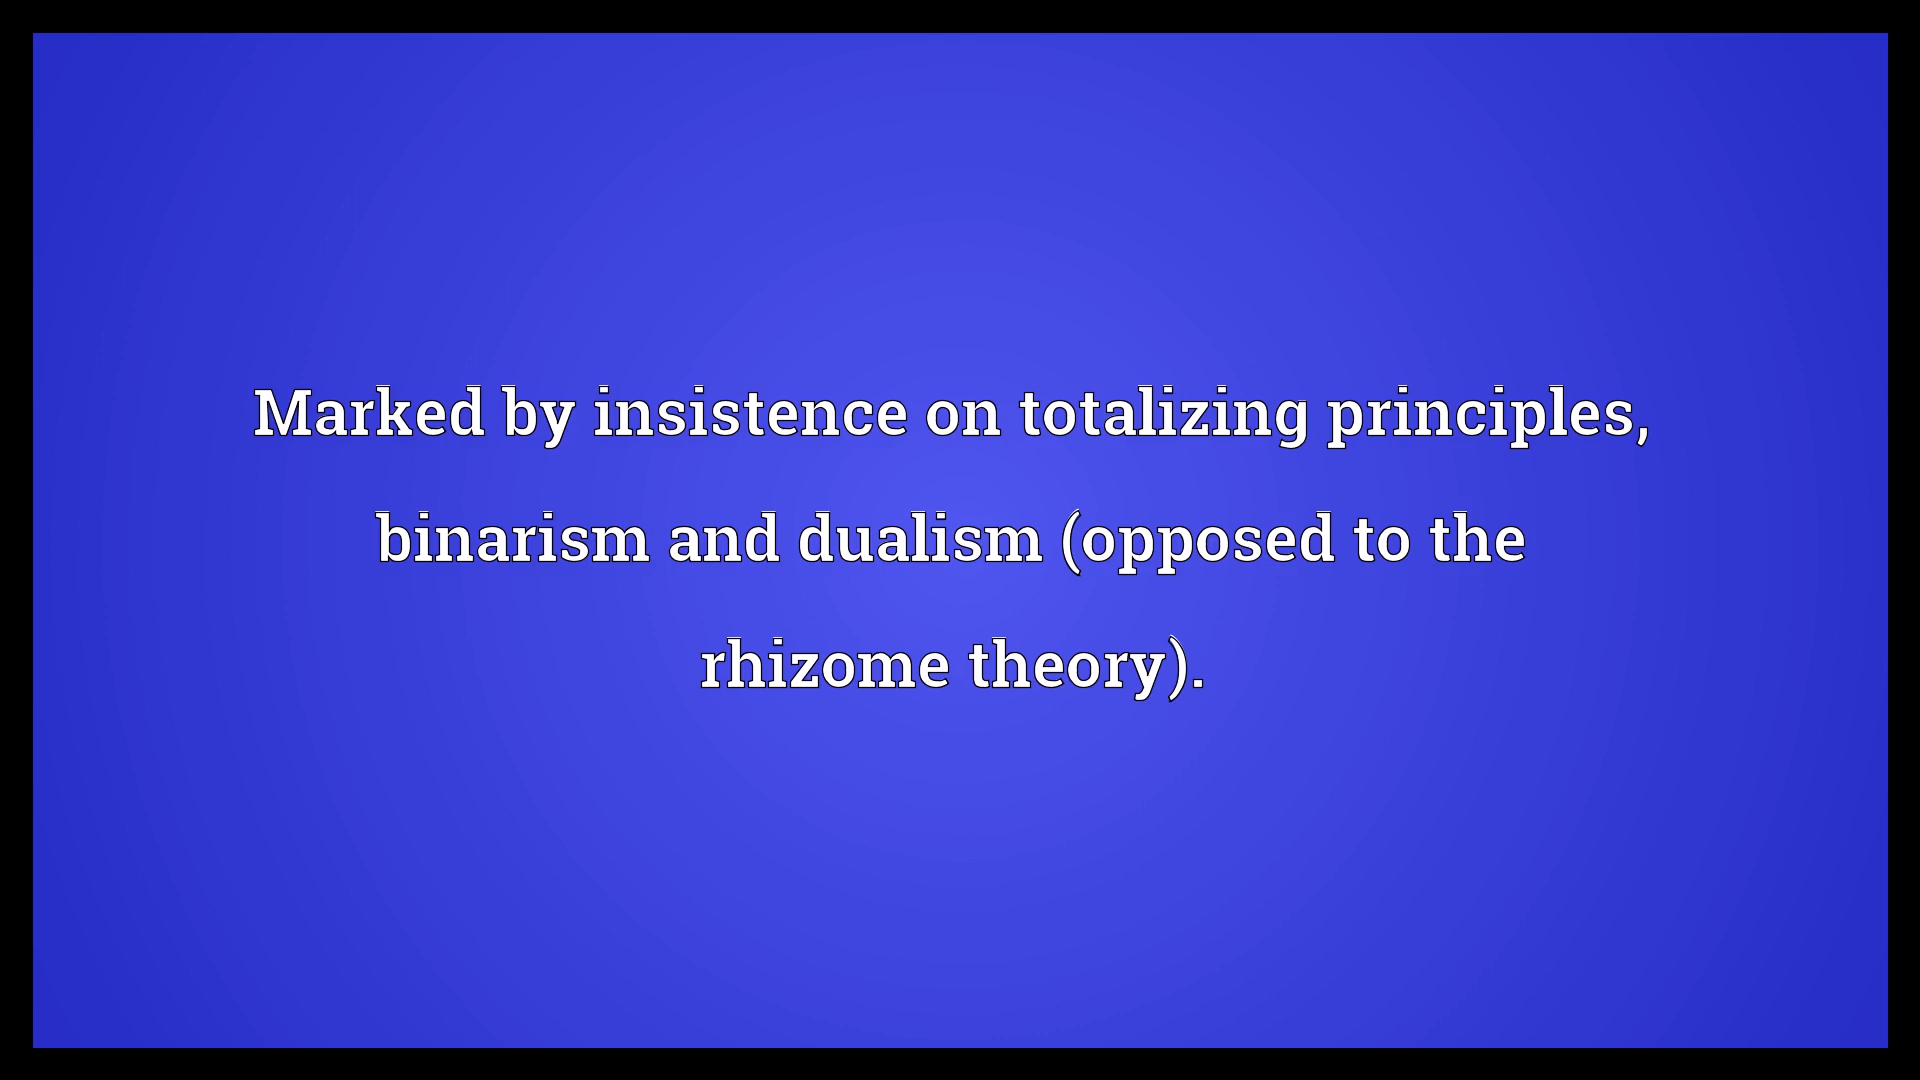 Marked by insistence on totalizing principles,
binarism and dualism (opposed to the
rhizome theory).